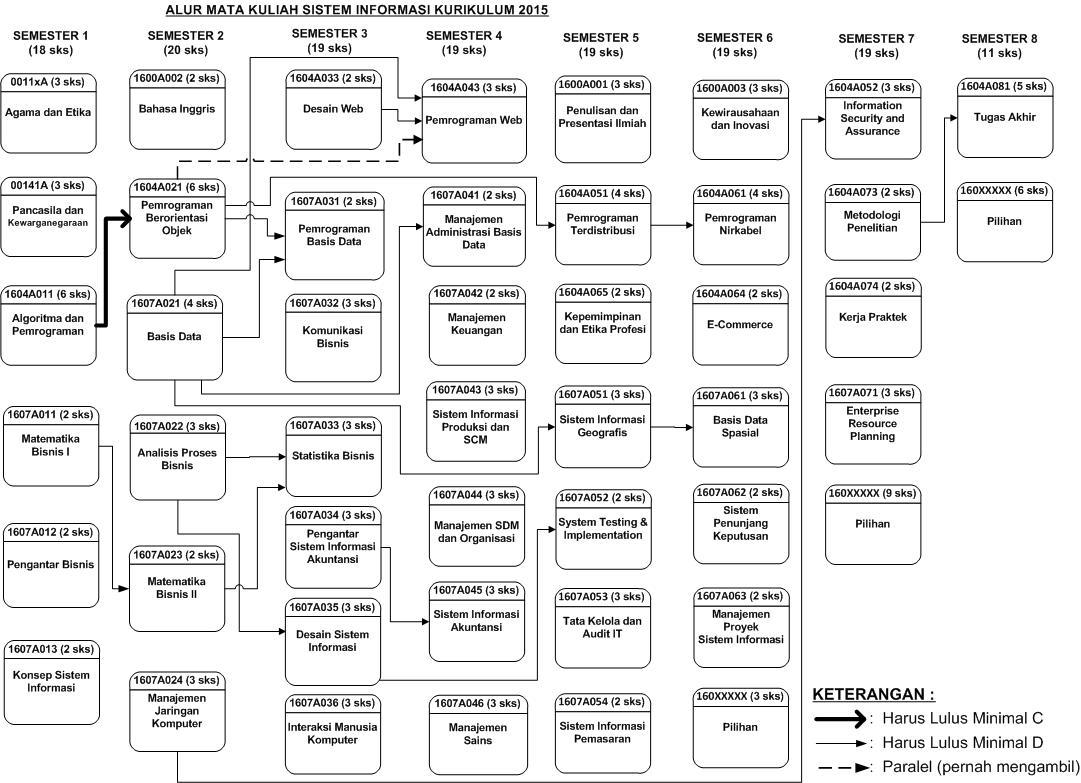 ALUR MATA KULIAH SISTEM INFORMASI KURIKULUM 2015
SEMESTER 1
(18 sks)
0011xA (3 sks)
Agama dan Etika
00141A (3 sks)
Pancasila dan
Kewarganegaraan
1604A011 (6 sks)
Algoritma dan
Pemrograman
1607A011 (2 sks)
Matematika
Bisnis I
1607A012 (2 sks)
Pengantar Bisnis
1607A013 (2 sks)
Konsep Sistem
Informasi
SEMESTER 2
(20 sks)
1600A002 (2 sks)
Bahasa Inggris
1604A021 (6 sks)
Pemrograman
Berorientasi
Objek
1607A021 (4 sks)
Basis Data
1607A022 (3 sks)
Analisis Proses
Bisnis
1607A023 (2 sks)
Matematika
Bisnis II
1607A024 (3 sks)
Manajemen
Jaringan
Komputer
SEMESTER 3
(19 sks)
1604A033 (2 sks)
Desain Web
1607A031 (2 sks)
Pemrograman
Basis Data
1607A032 (3 sks)
Komunikasi
Bisnis
1607A033 (3 sks)
Statistika Bisnis
1607A034 (3 sks)
Pengantar
Sistem Informasi
Akuntansi
1607A035 (3 sks)
Desain Sistem
Informasi
1607A036 (3 sks)
Interaksi Manusia
Komputer
SEMESTER 4
(19 sks)
1604A043 (3 sks)
Pemrograman Web
1607A041 (2 sks)
Manajemen
Administrasi Basis
Data
1607A042 (2 sks)
Manajemen
Keuangan
1607A043 (3 sks)
Sistem Informasi
Produksi dan
SCM
1607A044 (3 sks)
Manajemen SDM
dan Organisasi
1607A045 (3 sks)
Sistem Informasi
Akuntansi
1607A046 (3 sks)
Manajemen
Sains
SEMESTER 5
(19 sks)
1600A001 (3 sks)
Penulisan dan
Presentasi Ilmiah
1604A051 (4 sks)
Pemrograman
Terdistribusi
1604A065 (2 sks)
Kepemimpinan
dan Etika Profesi
1607A051 (3 sks)
Sistem Informasi
Geografis
1607A052 (2 sks)
System Testing &
Implementation
1607A053 (3 sks)
Tata Kelola dan
Audit IT
1607A054 (2 sks)
Sistem Informasi
Pemasaran
SEMESTER 6
(19 sks)
1600A003 (3 sks)
Kewirausahaan
dan Inovasi
1604A061 (4 sks)
Pemrograman
Nirkabel
1604A064 (2 sks)
E-Commerce
1607A061 (3 sks)
Basis Data
Spasial
1607A062 (2 sks)
Sistem
Penunjang
Keputusan
1607A063 (2 sks)
Manajemen
Proyek
Sistem Informasi
160XXXXX (3 sks)
Pilihan
SEMESTER 7
(19 sks)
1604A052 (3 sks)
Information
Security and
Assurance
1604A073 (2 sks)
Metodologi
Penelitian
1604A074 (2 sks)
Kerja Praktek
1607A071 (3 sks)
Enterprise
Resource
Planning
160XXXXX (9 sks)
Pilihan
SEMESTER 8
(11 sks)
1604A081 (5 sks)
Tugas Akhir
160XXXXX (6 sks)
Pilihan
KETERANGAN :
: Harus Lulus Minimal C
: Harus Lulus Minimal D
: Paralel (pernah mengambil)